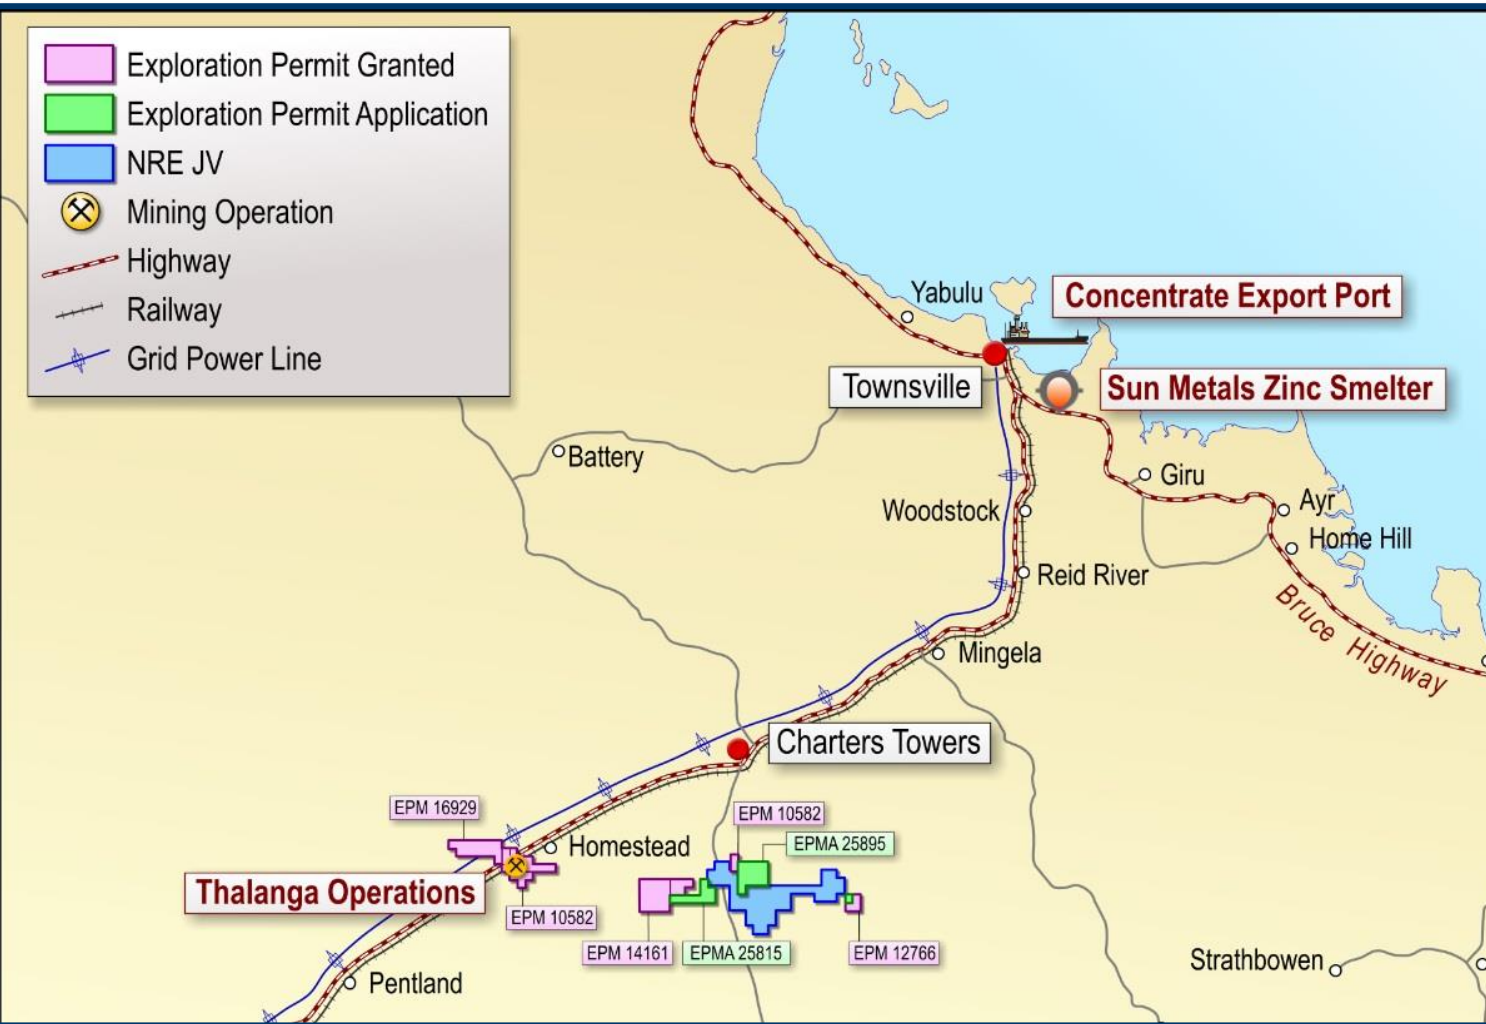 Exploration Permit Granted
Exploration Permit Application
NRE JV
Mining Operation
Highway
Railway
Grid Power Line
Yabulu
Concentrate Export Port
Townsville
Sun Metals Zinc Smelter
Battery
Giru
Woodstock
Ayr
Home Hill
Reid River
Bruce Highway
Mingela
Charters Towers
EPM 16929
EPM 10582
Homestead
EPMA 25895
Thalanga Operations
EPM 10582
EPM 14161
EPMA 25815
EPM 12766
Strathbowen
Pentland